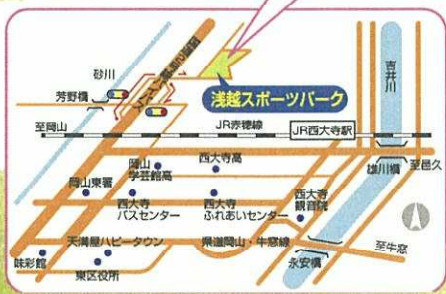 砂川
芳野橋
浅越スポーツパーク
吉井川
至岡山
JR赤穂線
JR西大寺駅
雄川橋
至邑久
岡山
学芸館高
西大寺高
岡山東署
西大寺
バスセンター
西大寺
ふれあいセンター
西大寺
観音院
天満屋ハピータウン
県道岡山・牛窓線
至牛窓
味彩館
東区役所
永安橋